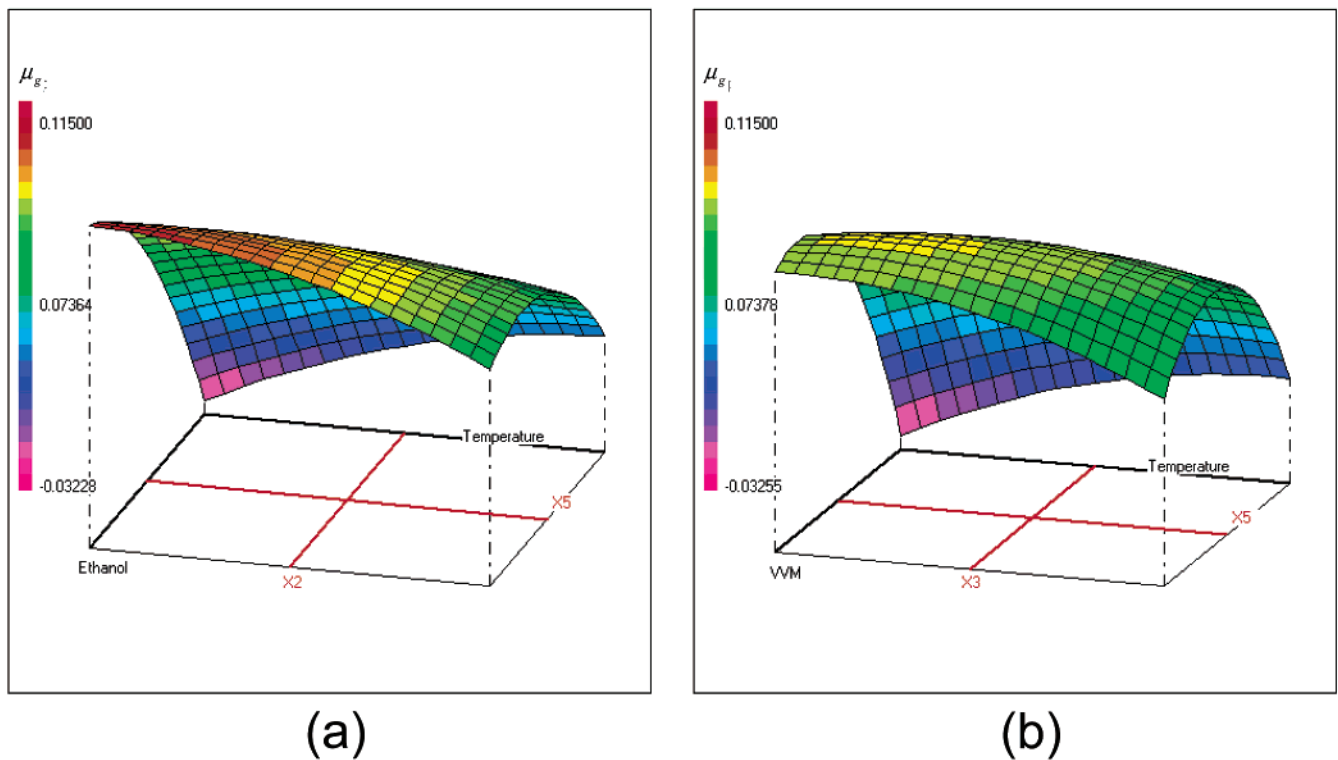 μg
0.11500
0.07364
-0.03228
Temperature
X5
Ethanol
X2
(a)
μg
0.11500
0.07378
-0.03255
Temperature
X5
VVM
X3
(b)